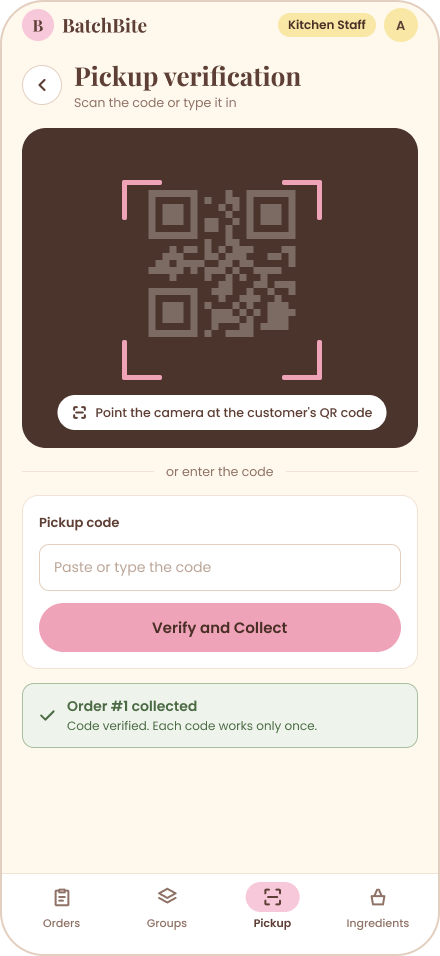 B BatchBite Kitchen Staff A
Pickup verification
Scan the code or type it in
Point the camera at the customer's QR code
or enter the code
Pickup code
Paste or type the code
Verify and Collect
Order #1 collected
Code verified. Each code works only once.
Orders Groups Pickup Ingredients